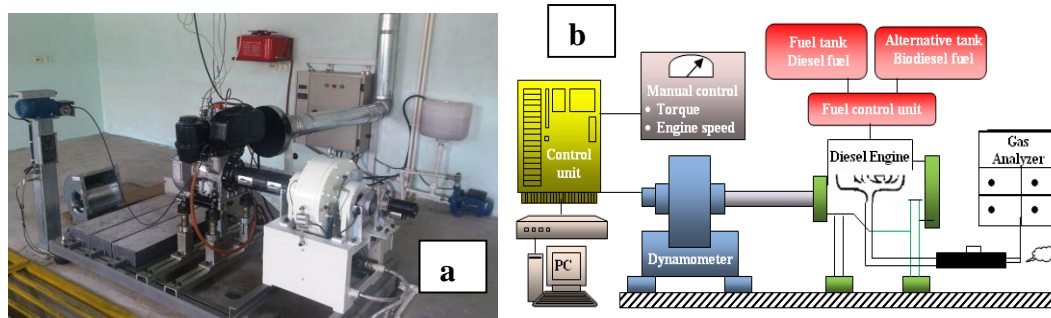 a
b
Fuel tank
Diesel fuel
Alternative tank
Biodiesel fuel
Manual control
• Torque
• Engine speed
Fuel control unit
Control
unit
Diesel Engine
Gas
Analyzer
PC
Dynamometer